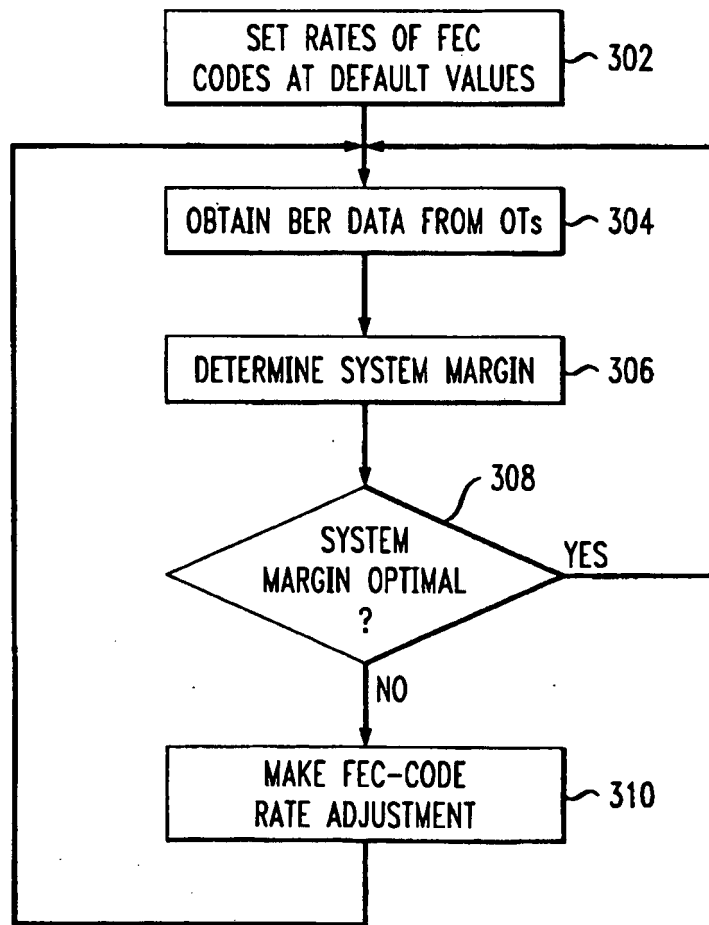 SET RATES OF FEC
CODES AT DEFAULT VALUES
302
OBTAIN BER DATA FROM OTs
304
DETERMINE SYSTEM MARGIN
306
308
SYSTEM
MARGIN OPTIMAL
?
YES
NO
MAKE FEC-CODE
RATE ADJUSTMENT
310